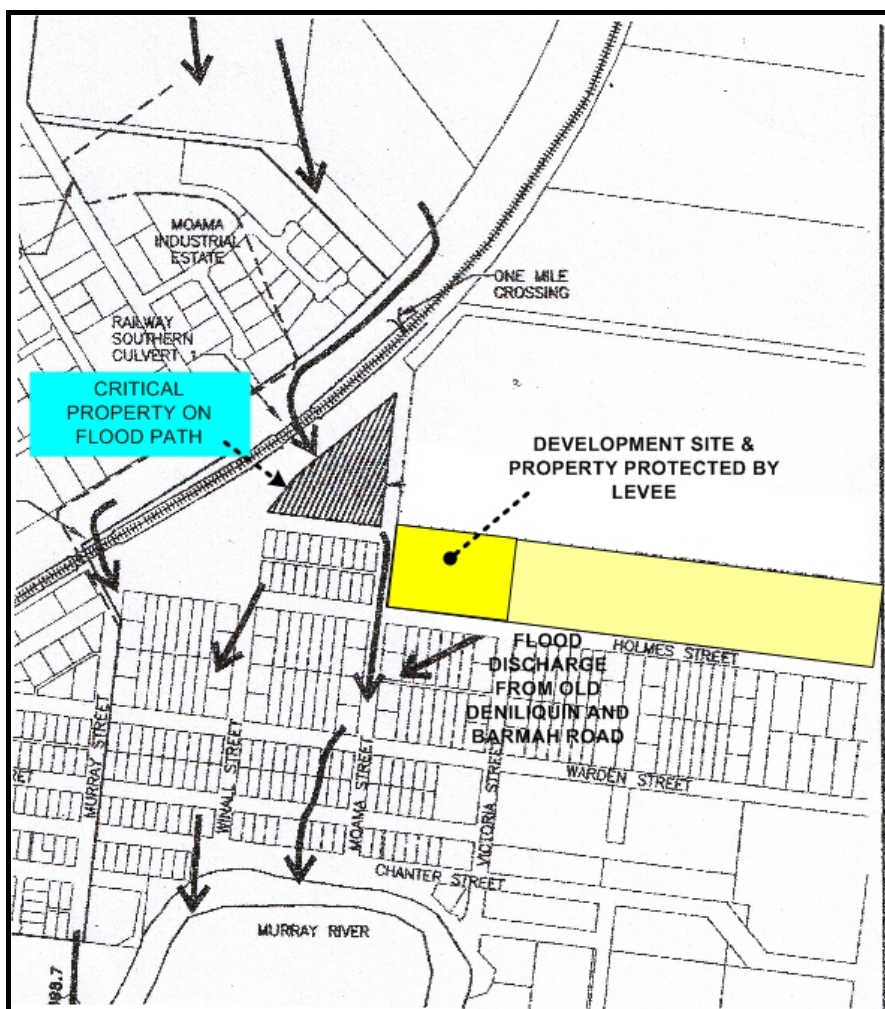 MOAMA
INDUSTRIAL
ESTATE
ONE MILE
CROSSING
RAILWAY
SOUTHERN
CULVERT 1
CRITICAL
PROPERTY ON
FLOOD PATH
DEVELOPMENT SITE &
PROPERTY PROTECTED BY
LEVEE
HOLMES STREET
FLOOD
DISCHARGE
FROM OLD
DENILIQUIN AND
BARMAH ROAD
MURRAY STREET
WINALL STREET
MOAMA STREET
VICTORIA STREET
WARDEN STREET
CHANTER STREET
MURRAY RIVER